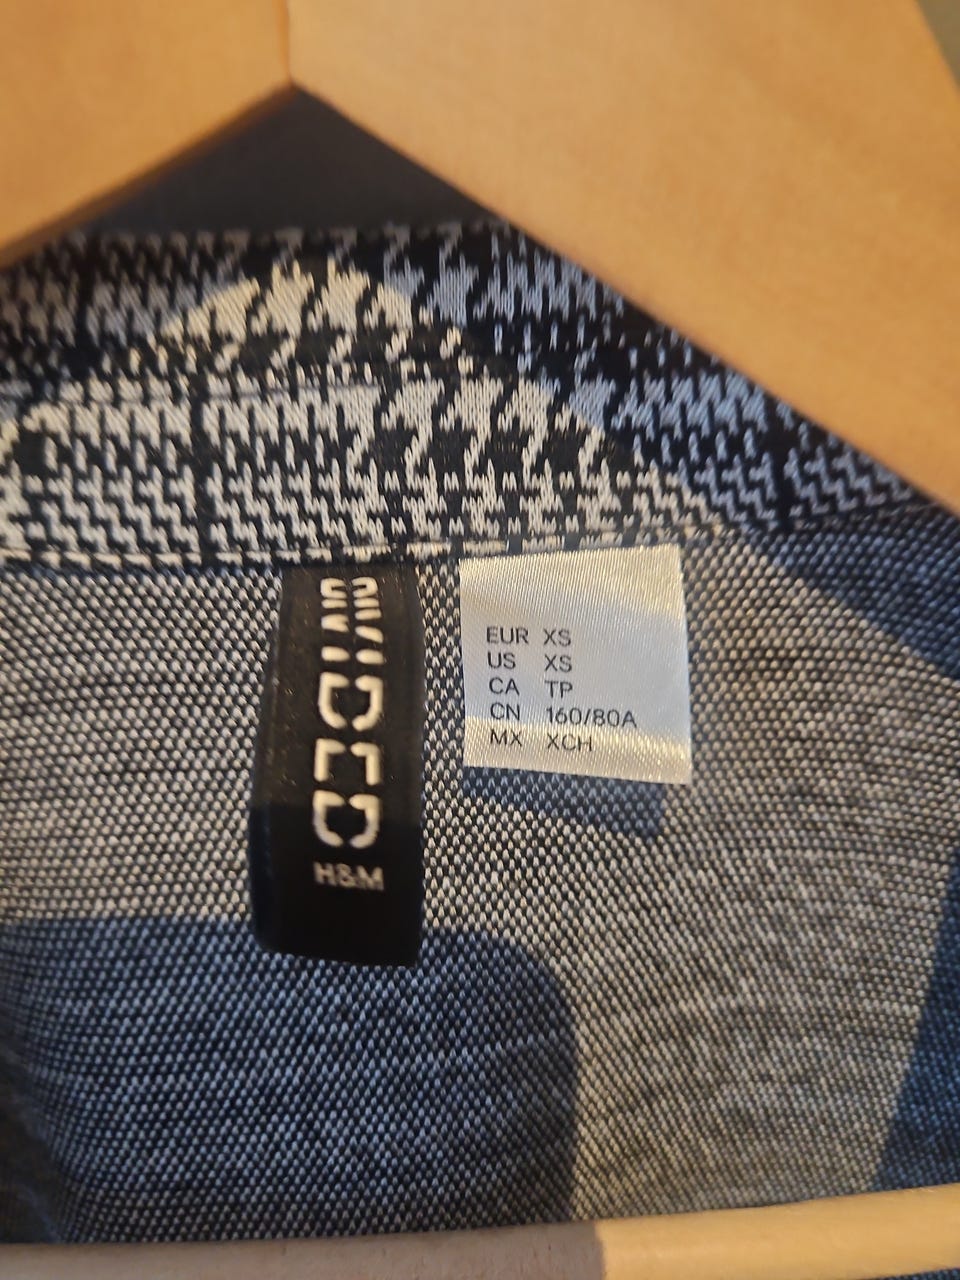 DIVIDED
H&M
EUR XS
US XS
CA TP
CN 160/80A
MX XCH